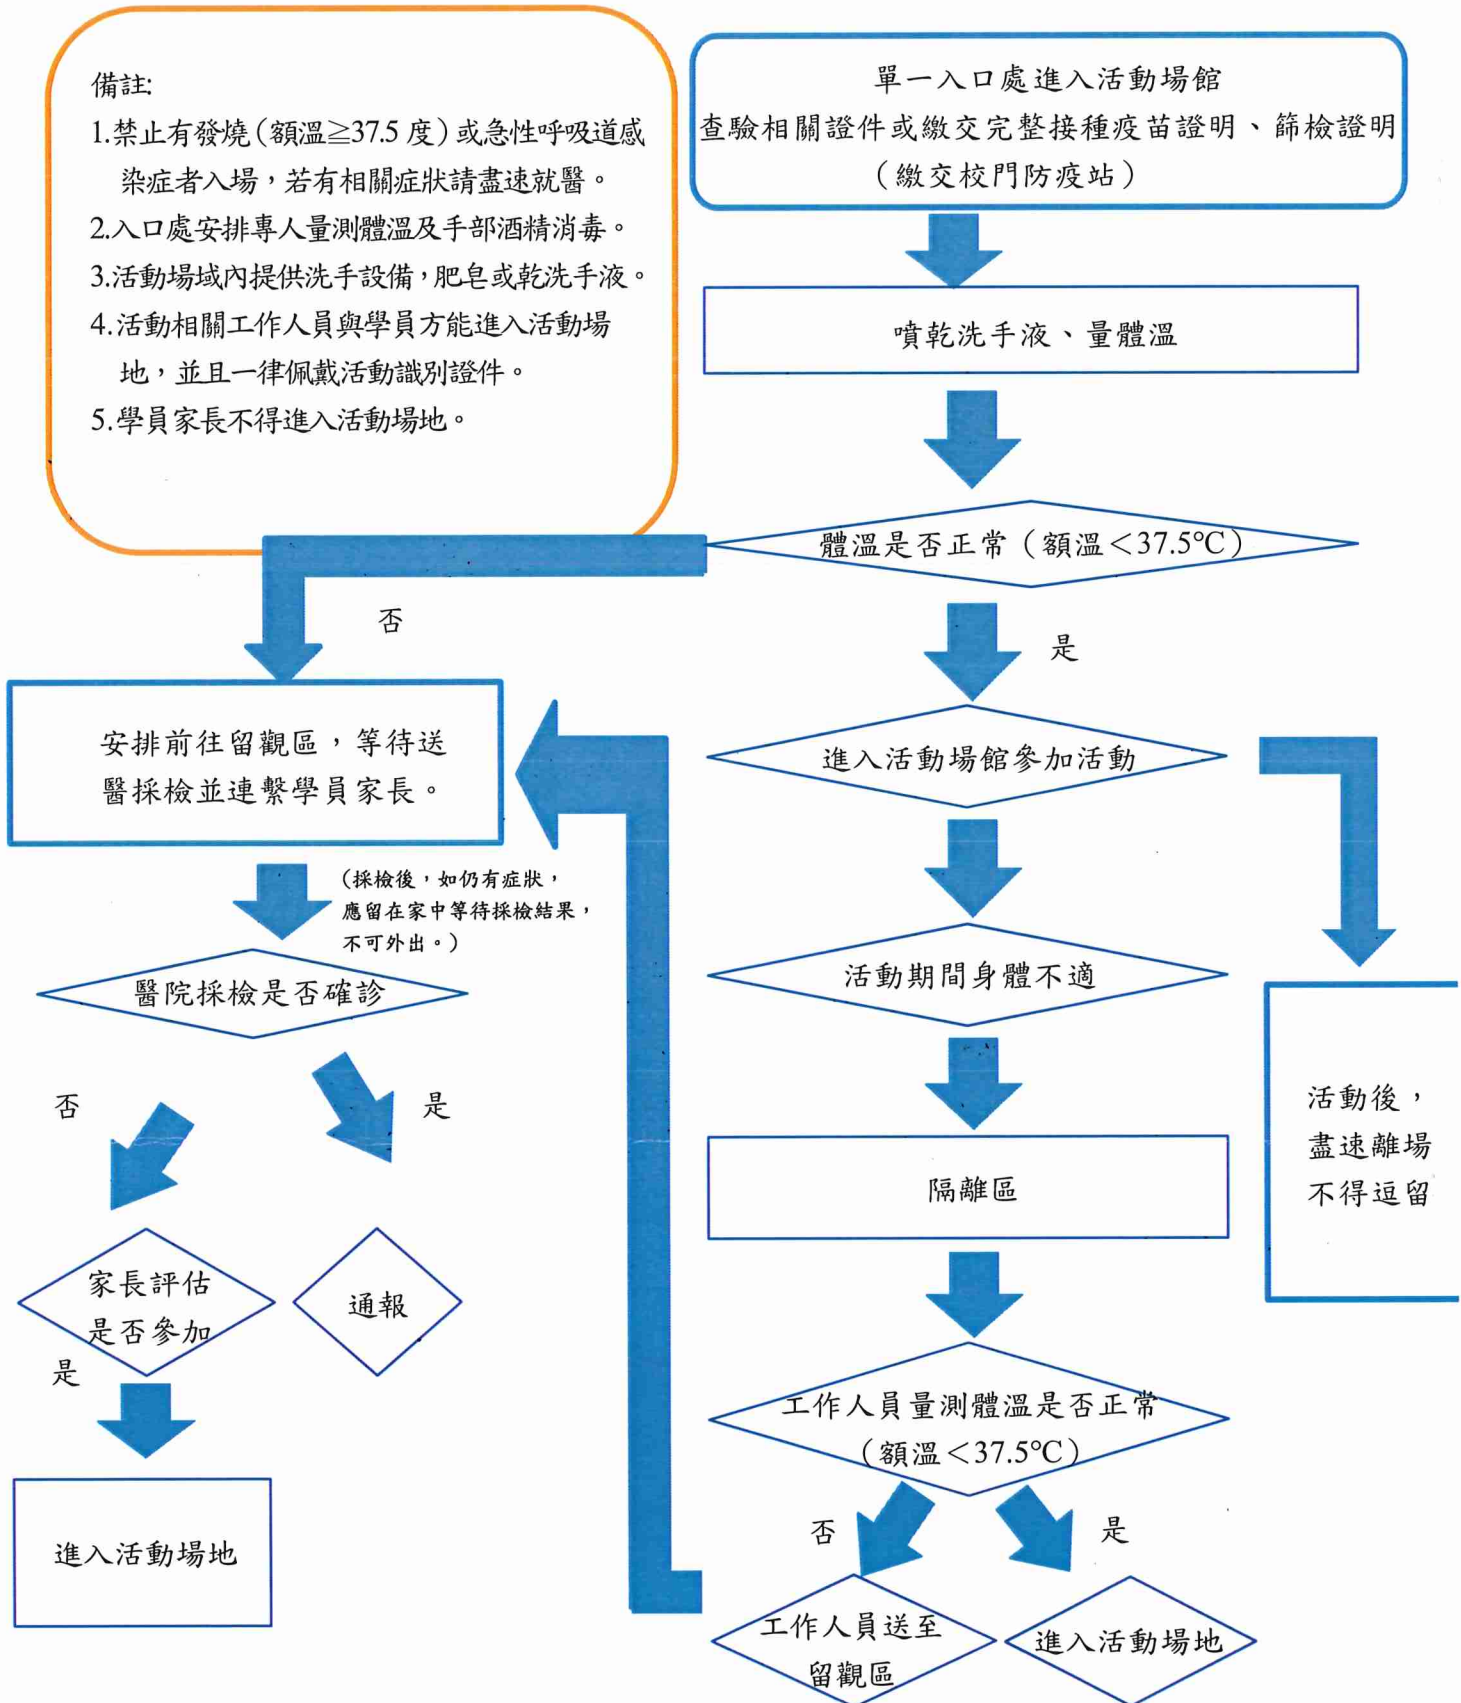 備註:
1.禁止有發燒(額溫≧37.5 度)或急性呼吸道感
染症者入場，若有相關症狀請盡速就醫。
2.入口處安排專人量測體溫及手部酒精消毒。
3.活動場域內提供洗手設備，肥皂或乾洗手液。
4.活動相關工作人員與學員方能進入活動場
地，並且一律佩戴活動識別證件。
5.學員家長不得進入活動場地。
單一入口處進入活動場館
查驗相關證件或繳交完整接種疫苗證明、篩檢證明
(繳交校門防疫站)
噴乾洗手液、量體溫
體溫是否正常(額溫<37.5℃)
否
是
安排前往留觀區，等待送
醫採檢並連繫學員家長。
進入活動場館參加活動
(採檢後，如仍有症狀，
應留在家中等待採檢結果，
不可外出。)
醫院採檢是否確診
活動期間身體不適
否
是
活動後，
盡速離場
不得逗留
隔離區
家長評估
是否參加
通報
是
工作人員量測體溫是否正常
(額溫<37.5℃)
進入活動場地
否
是
工作人員送至
留觀區
進入活動場地